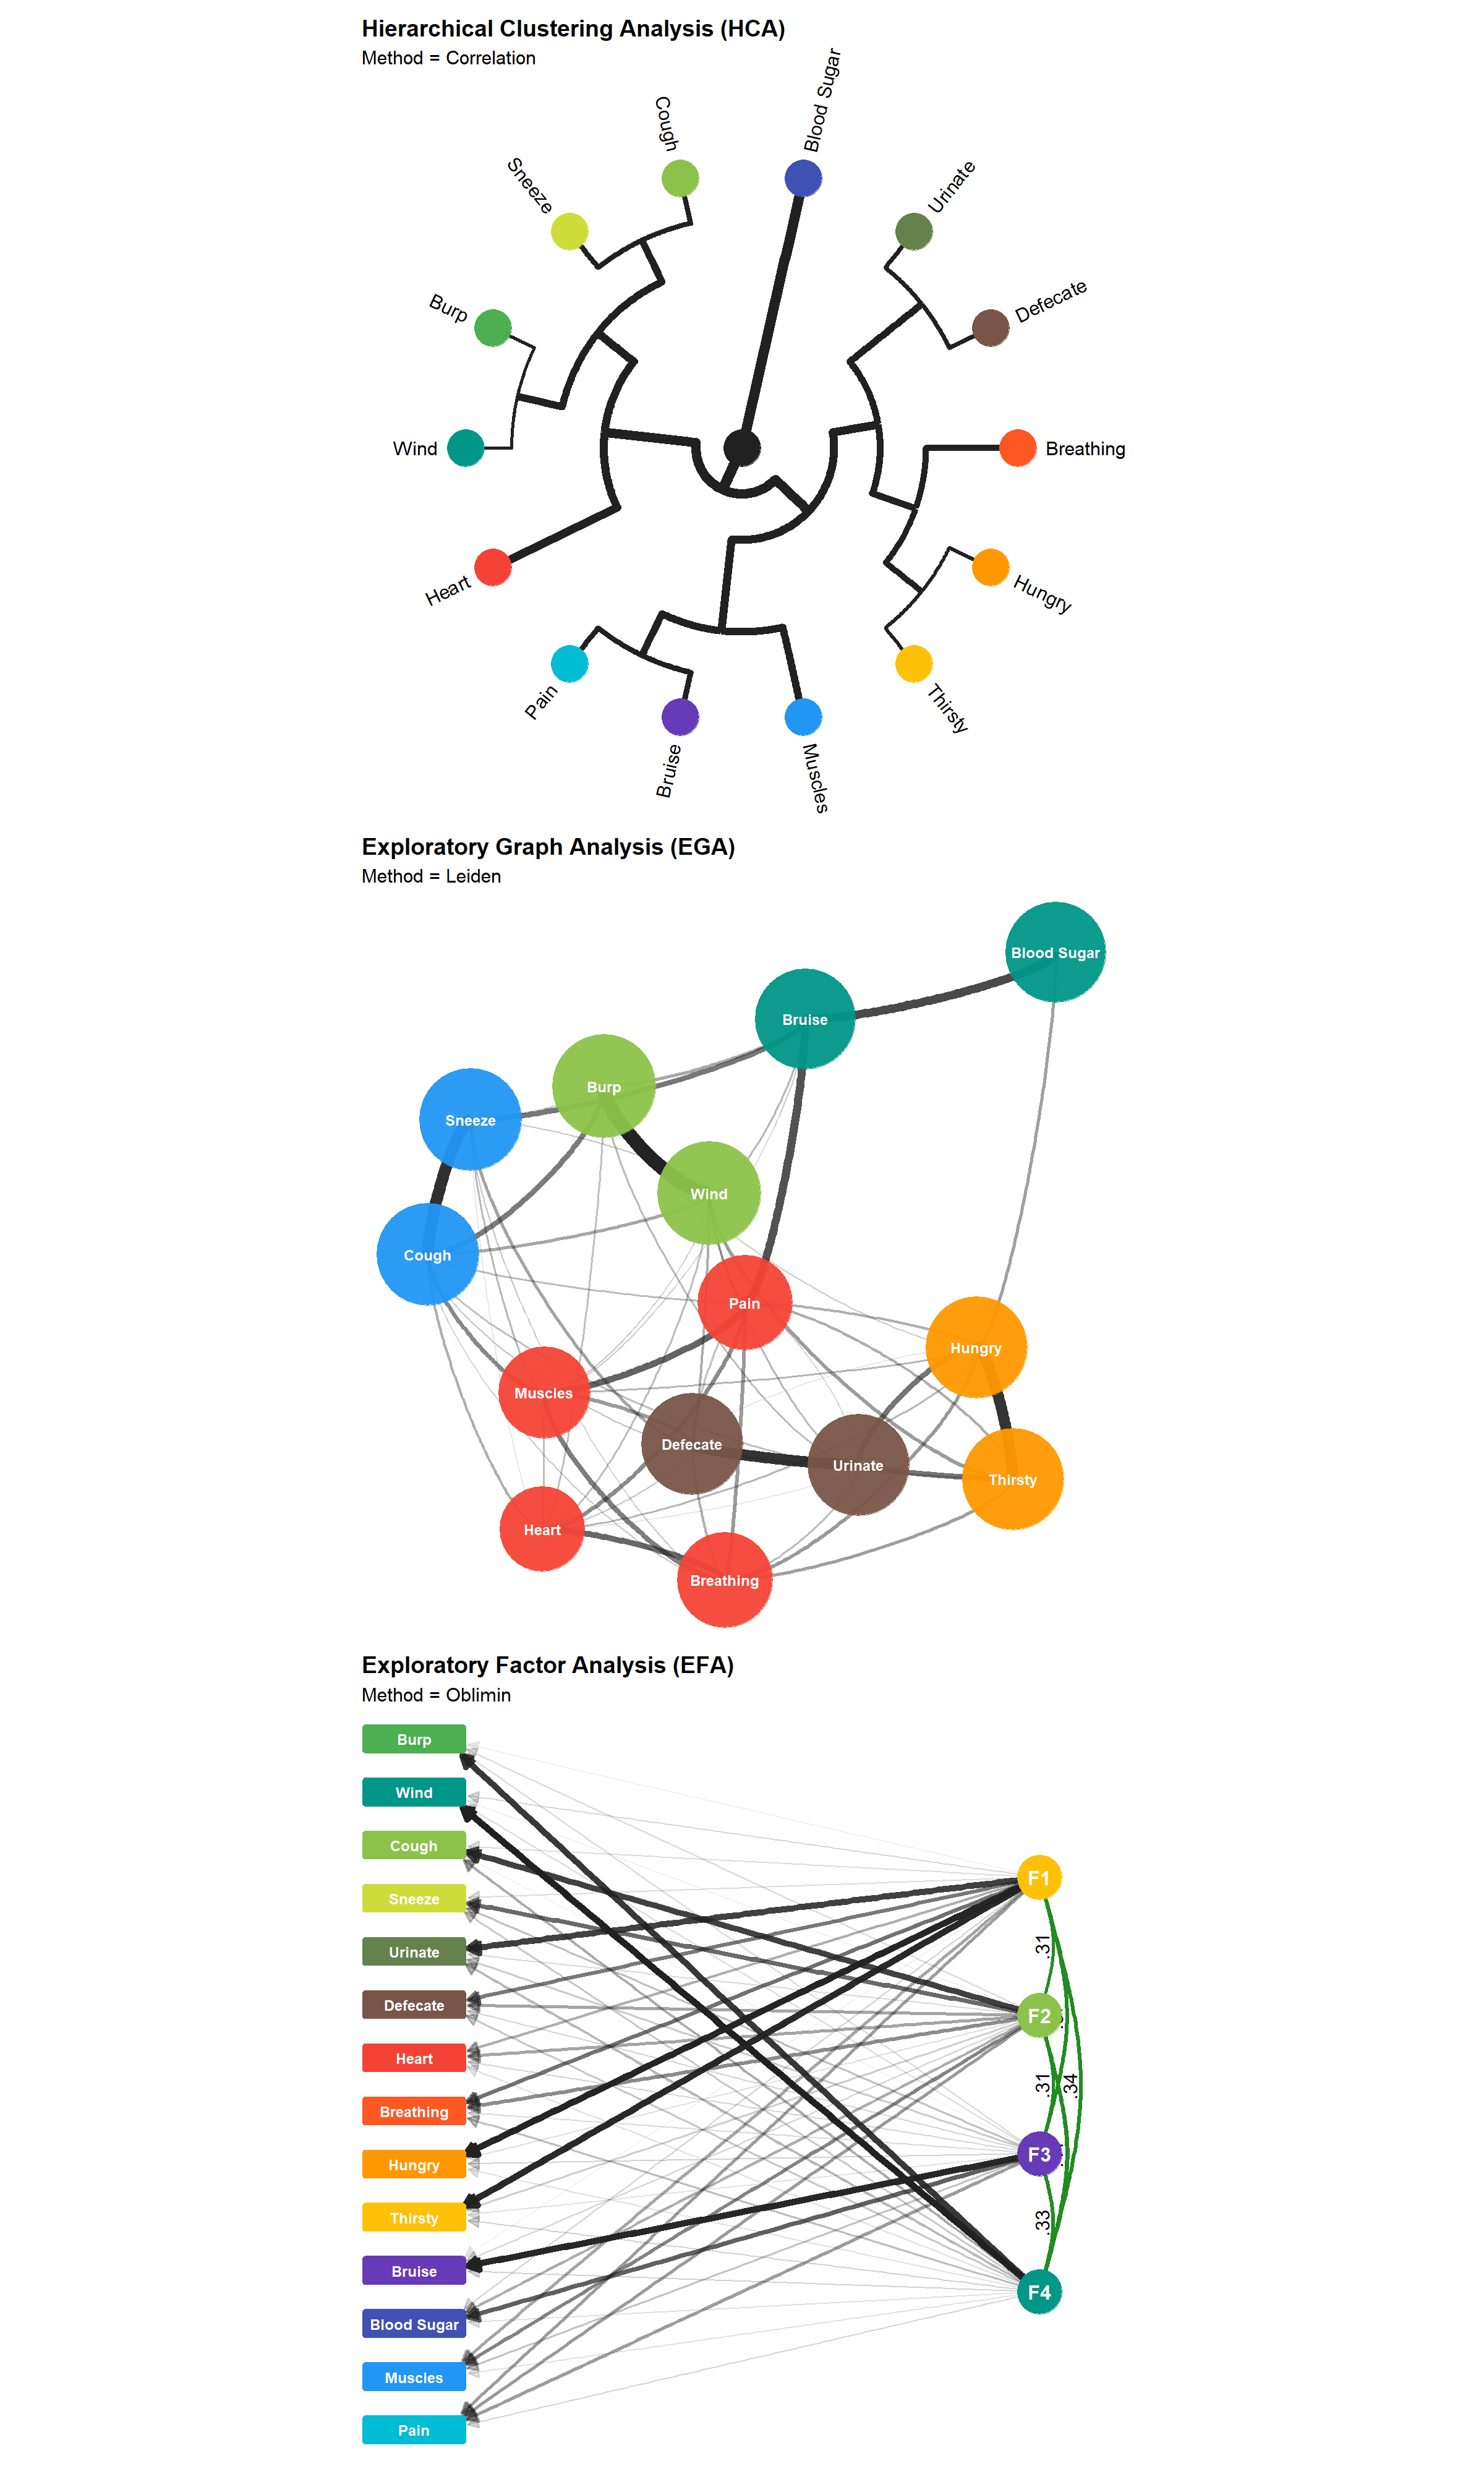 Hierarchical Clustering Analysis (HCA)
Method = Correlation
Blood Sugar
Cough
Sneeze
Urinate
Defecate
Burp
Wind
Breathing
Heart
Hungry
Pain
Thirsty
Bruise
Muscles
Exploratory Graph Analysis (EGA)
Method = Leiden
Blood Sugar
Bruise
Burp
Sneeze
Wind
Cough
Pain
Hungry
Muscles
Defecate
Urinate
Thirsty
Heart
Breathing
Exploratory Factor Analysis (EFA)
Method = Oblimin
Burp
Wind
Cough
Sneeze
Urinate
Defecate
Heart
Breathing
Hungry
Thirsty
Bruise
Blood Sugar
Muscles
Pain
F1
.31
F2
.31
.34
F3
.33
F4